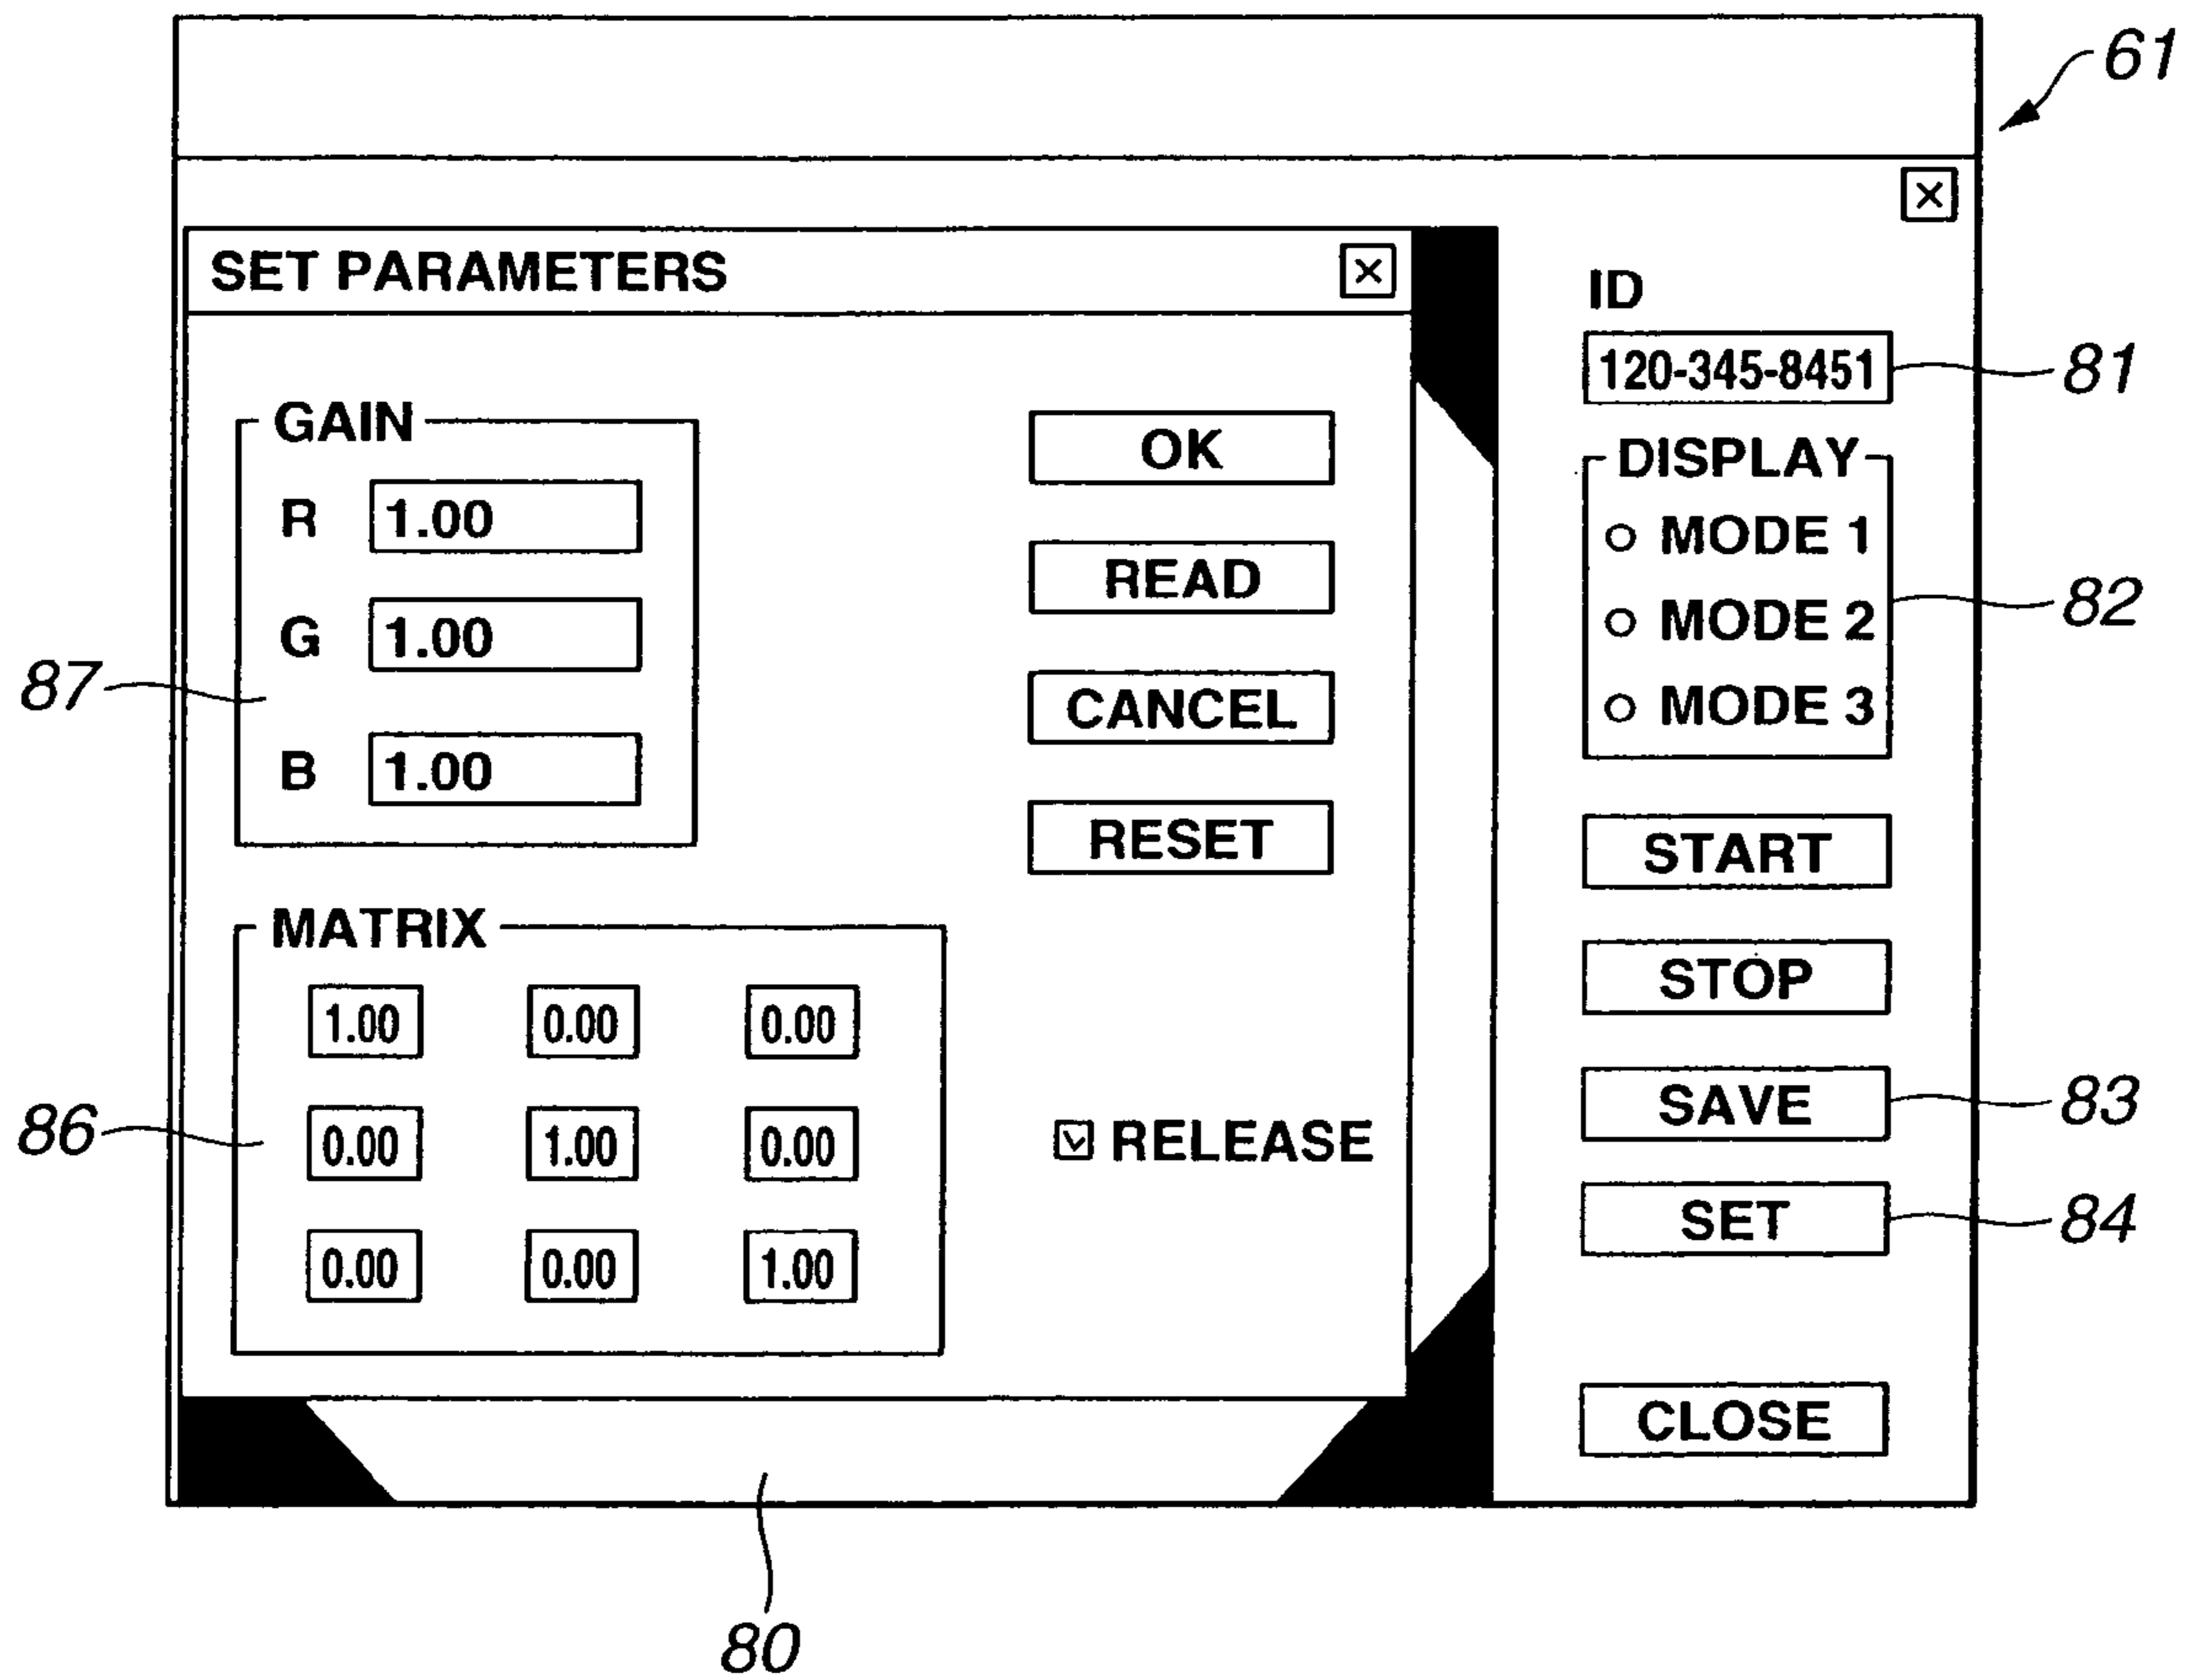 61
SET PARAMETERS
GAIN
R 1.00
G 1.00
B 1.00
87
OK
READ
CANCEL
RESET
MATRIX
1.00 0.00 0.00
0.00 1.00 0.00
0.00 0.00 1.00
86
RELEASE
ID
120-345-8451
81
DISPLAY
MODE 1
MODE 2
MODE 3
82
START
STOP
SAVE
83
SET
84
CLOSE
80